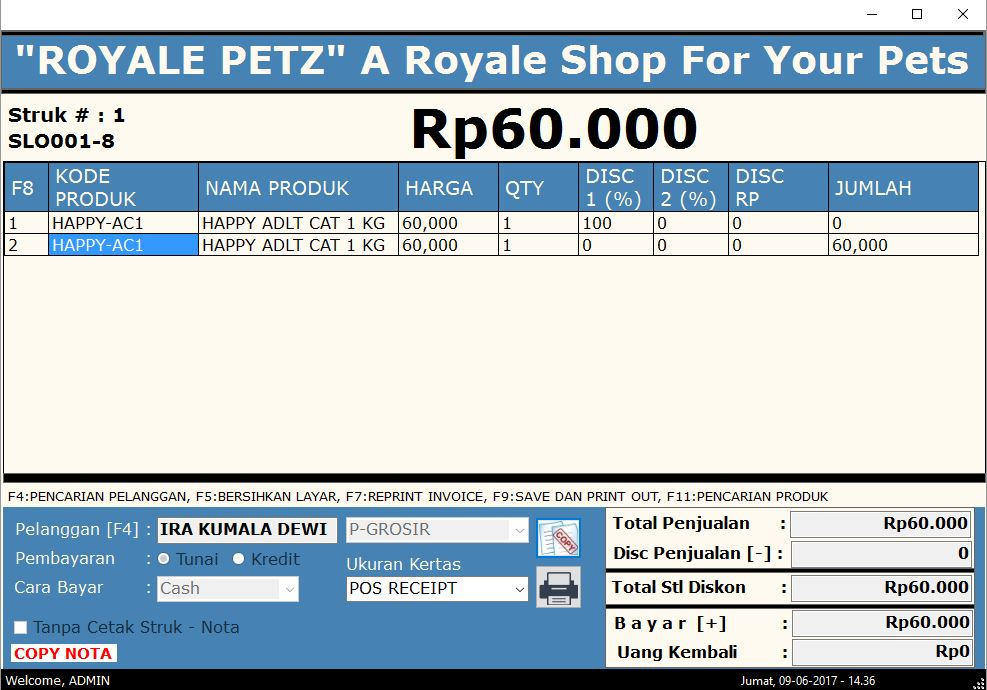 "ROYALE PETZ" A Royale Shop For Your Pets
Struk # : 1
SLO001-8
Rp60.000
F8 KODE PRODUK NAMA PRODUK HARGA QTY DISC 1 (%) DISC 2 (%) DISC RP JUMLAH
1 HAPPY-AC1 HAPPY ADLT CAT 1 KG 60,000 1 100 0 0 0
2 HAPPY-AC1 HAPPY ADLT CAT 1 KG 60,000 1 0 0 0 60,000
F4:PENCARIAN PELANGGAN, F5:BERSIHKAN LAYAR, F7:REPRINT INVOICE, F9:SAVE DAN PRINT OUT, F11:PENCARIAN PRODUK
Pelanggan [F4] : IRA KUMALA DEWI P-GROSIR
Pembayaran : Tunai Kredit
Cara Bayar : Cash
Ukuran Kertas
POS RECEIPT
COPY
Tanpa Cetak Struk - Nota
COPY NOTA
Total Penjualan : Rp60.000
Disc Penjualan [-] : 0
Total Stl Diskon : Rp60.000
B a y a r [+] : Rp60.000
Uang Kembali : Rp0
Welcome, ADMIN
Jumat, 09-06-2017 - 14.36